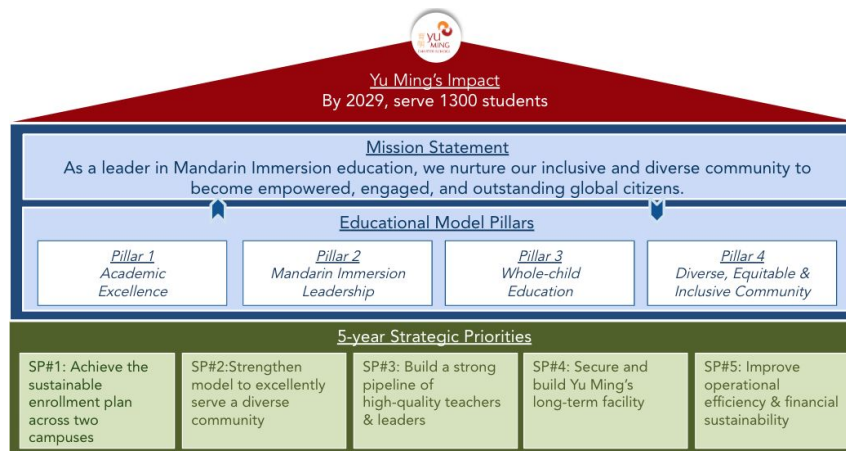 yu
MING
Yu Ming's Impact
By 2029, serve 1300 students
Mission Statement
As a leader in Mandarin Immersion education, we nurture our inclusive and diverse community to
become empowered, engaged, and outstanding global citizens.
Educational Model Pillars
Pillar 1
Academic
Excellence
Pillar 2
Mandarin Immersion
Leadership
Pillar 3
Whole-child
Education
Pillar 4
Diverse, Equitable &
Inclusive Community
5-year Strategic Priorities
SP#1: Achieve the
sustainable
enrollment plan
across two
campuses
SP#2:Strengthen
model to excellently
serve a diverse
community
SP#3: Build a strong
pipeline of
high-quality teachers
& leaders
SP#4: Secure and
build Yu Ming's
long-term facility
SP#5: Improve
operational
efficiency & financial
sustainability